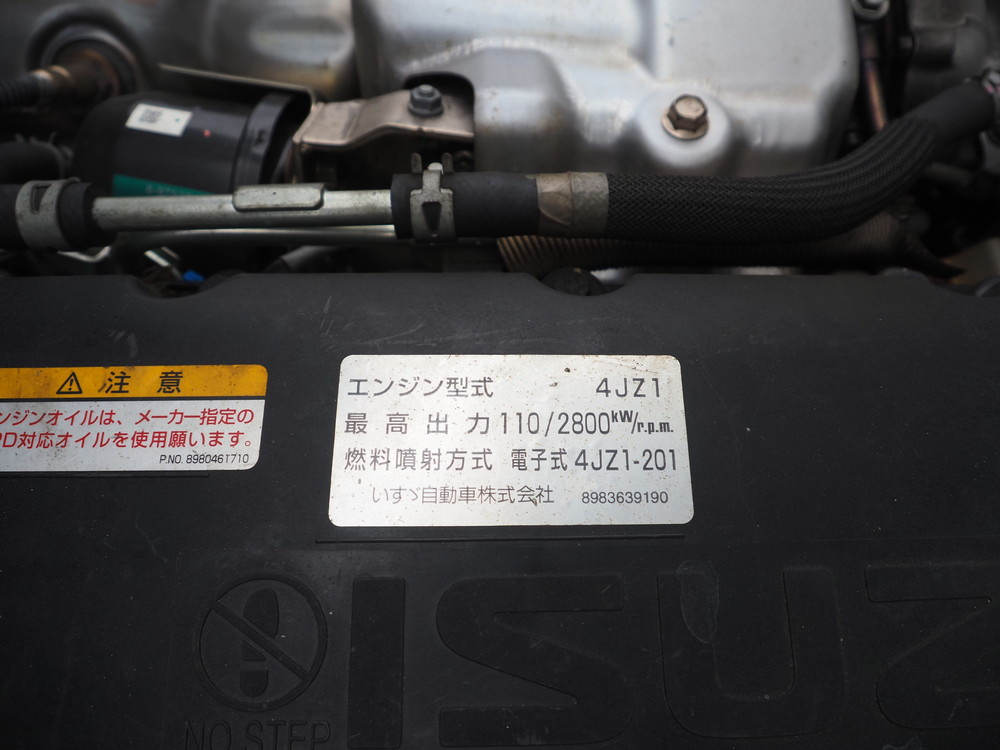 注意
ンジンオイルは、メーカー指定の
PD対応オイルを使用願います。
P.NO. 8980461710
エンジン型式 4JZ1
最高出力 110/2800kW/r.p.m.
燃料噴射方式 電子式 4JZ1-201
いすゞ自動車株式会社 8983639190
ISUZ
NO STEP